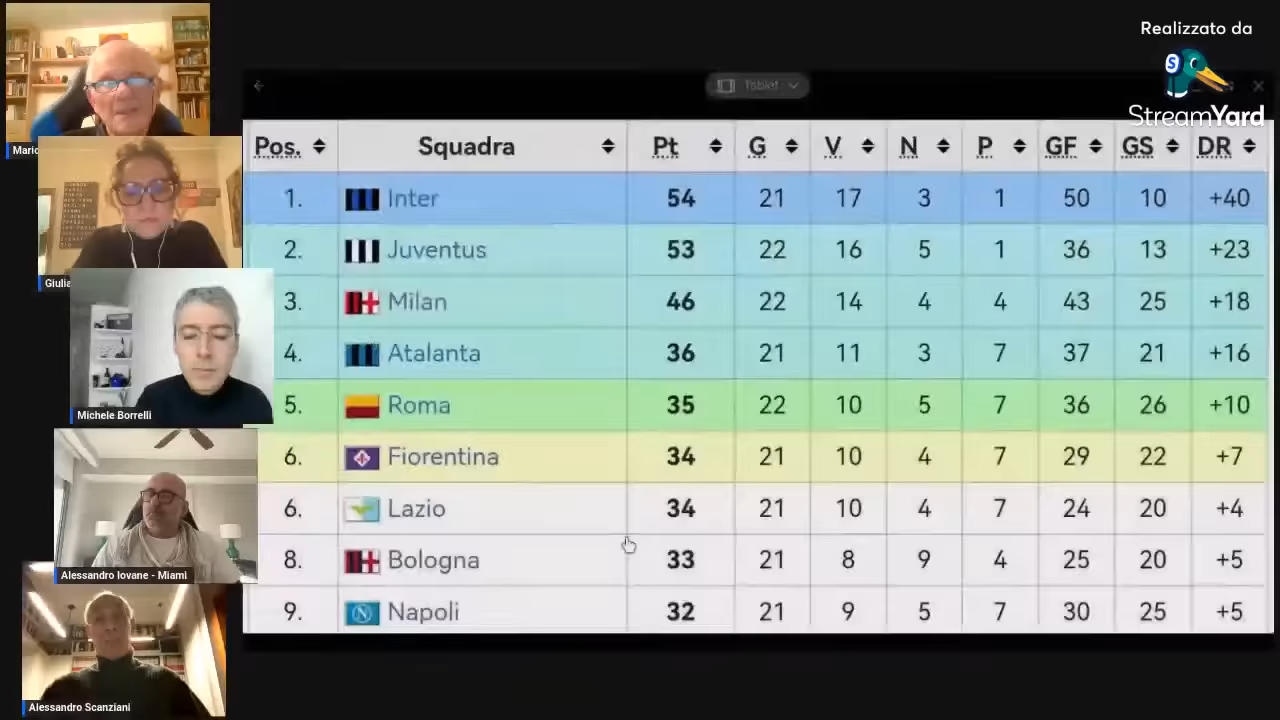 Realizzato da
StreamYard
Tablet
Mario
Giulia
Michele Borrelli
Alessandro Iovane - Miami
Alessandro Scanziani
Pos. Squadra Pt G V N P GF GS DR
1. Inter 54 21 17 3 1 50 10 +40
2. Juventus 53 22 16 5 1 36 13 +23
3. Milan 46 22 14 4 4 43 25 +18
4. Atalanta 36 21 11 3 7 37 21 +16
5. Roma 35 22 10 5 7 36 26 +10
6. Fiorentina 34 21 10 4 7 29 22 +7
6. Lazio 34 21 10 4 7 24 20 +4
8. Bologna 33 21 8 9 4 25 20 +5
9. Napoli 32 21 9 5 7 30 25 +5